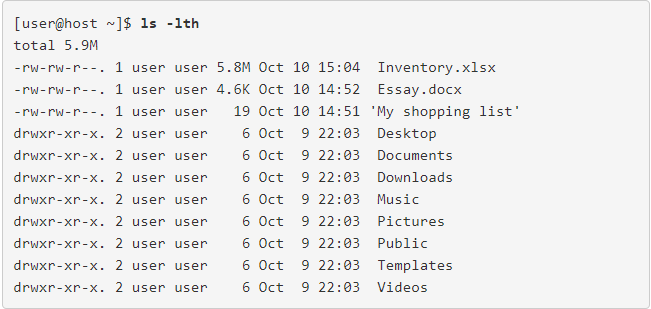 [user@host ~]$ ls -lth
total 5.9M
-rw-rw-r--. 1 user user 5.8M Oct 10 15:04  Inventory.xlsx
-rw-rw-r--. 1 user user 4.6K Oct 10 14:52  Essay.docx
-rw-rw-r--. 1 user user   19 Oct 10 14:51 'My shopping list'
drwxr-xr-x. 2 user user    6 Oct  9 22:03  Desktop
drwxr-xr-x. 2 user user    6 Oct  9 22:03  Documents
drwxr-xr-x. 2 user user    6 Oct  9 22:03  Downloads
drwxr-xr-x. 2 user user    6 Oct  9 22:03  Music
drwxr-xr-x. 2 user user    6 Oct  9 22:03  Pictures
drwxr-xr-x. 2 user user    6 Oct  9 22:03  Public
drwxr-xr-x. 2 user user    6 Oct  9 22:03  Templates
drwxr-xr-x. 2 user user    6 Oct  9 22:03  Videos